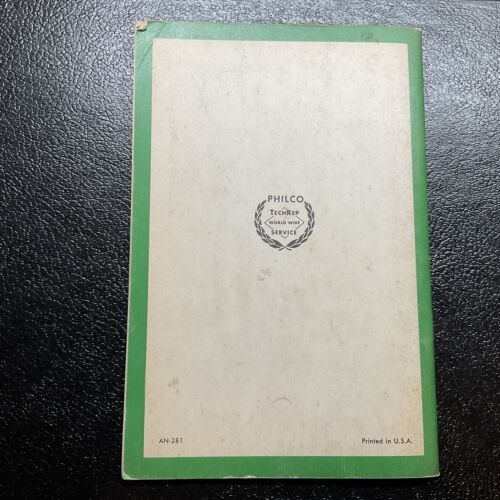 PHILCO
TECHREP
WORLD WIDE
SERVICE
AN-281
Printed in U.S.A.